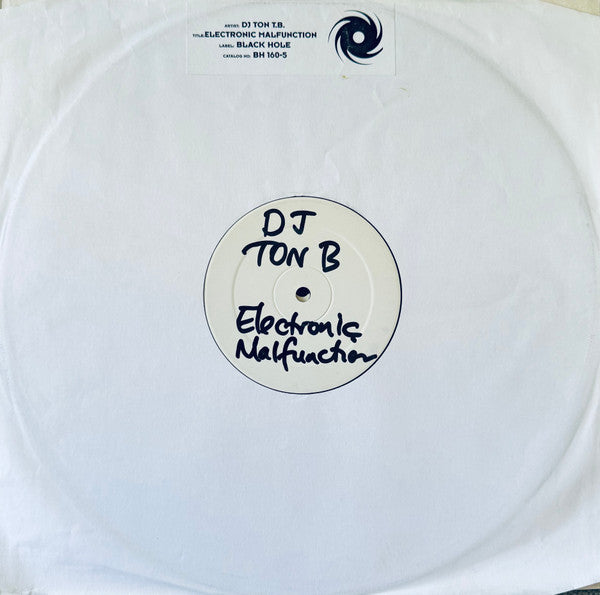 ARTIST: DJ TON T.B.
TITLE: ELECTRONIC MALFUNCTION
LABEL: BLACK HOLE
CATALOG NO: BH 160-5
DJ
TON B
Electronic
Malfunction